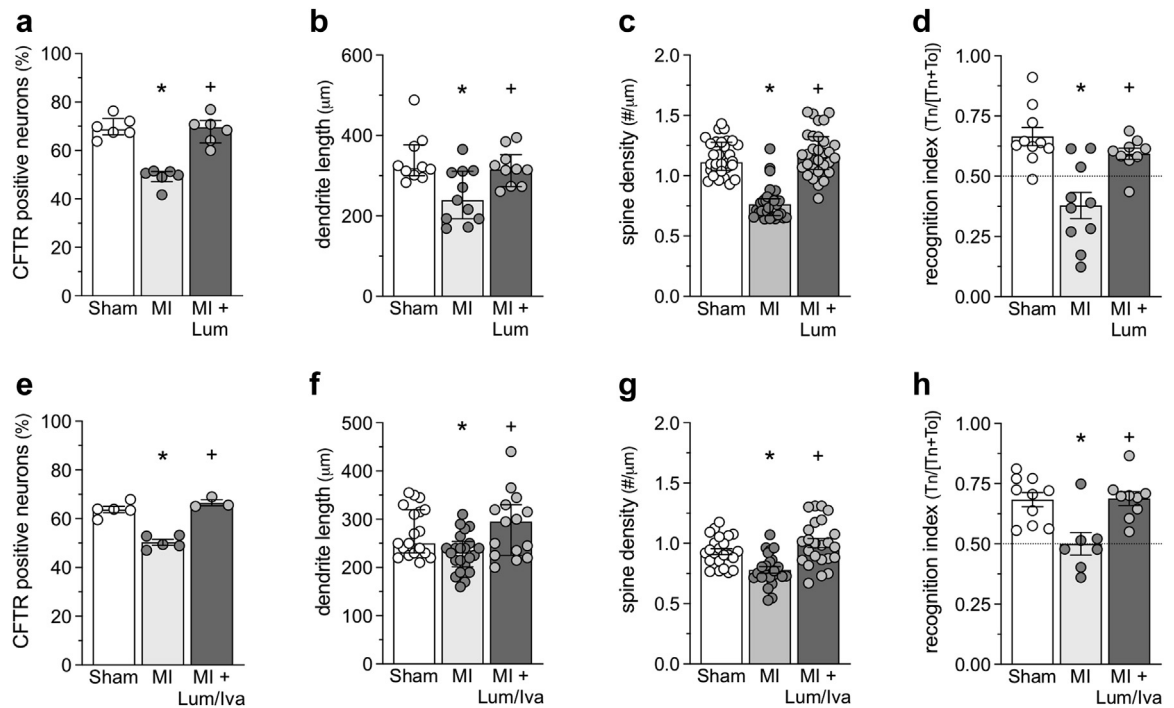 a
CFTR positive neurons (%)
100
80
60
40
20
0
*
+
Sham
MI
MI +
Lum
b
dendrite length (μm)
600
400
200
0
*
+
Sham
MI
MI +
Lum
c
spine density (#/μm)
2.0
1.5
1.0
0.5
0.0
*
+
Sham
MI
MI +
Lum
d
recognition index (Tn/[Tn+To])
1.00
0.75
0.50
0.25
0.00
*
+
Sham
MI
MI +
Lum
e
CFTR positive neurons (%)
100
80
60
40
20
0
*
+
Sham
MI
MI +
Lum/Iva
f
dendrite length (μm)
500
400
300
200
100
0
*
+
Sham
MI
MI +
Lum/Iva
g
spine density (#/μm)
2.0
1.5
1.0
0.5
0.0
*
+
Sham
MI
MI +
Lum/Iva
h
recognition index (Tn/[Tn+To])
1.00
0.75
0.50
0.25
0.00
*
+
Sham
MI
MI +
Lum/Iva